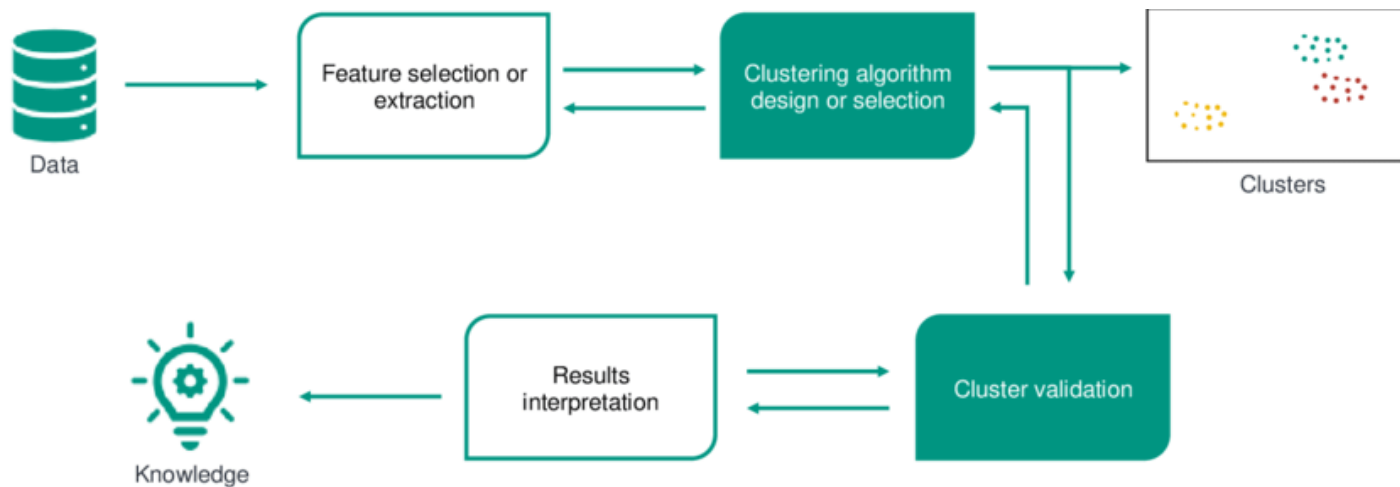 Feature selection or
extraction
Clustering algorithm
design or selection
Data
Clusters
Results
interpretation
Cluster validation
Knowledge